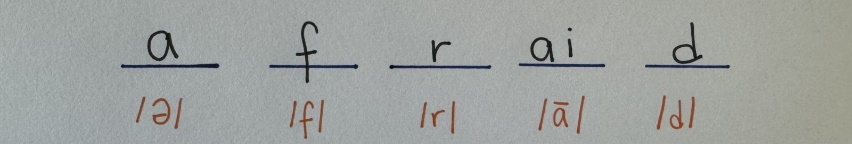 a f r ai d
/ə/ /f/ /r/ /ā/ /d/